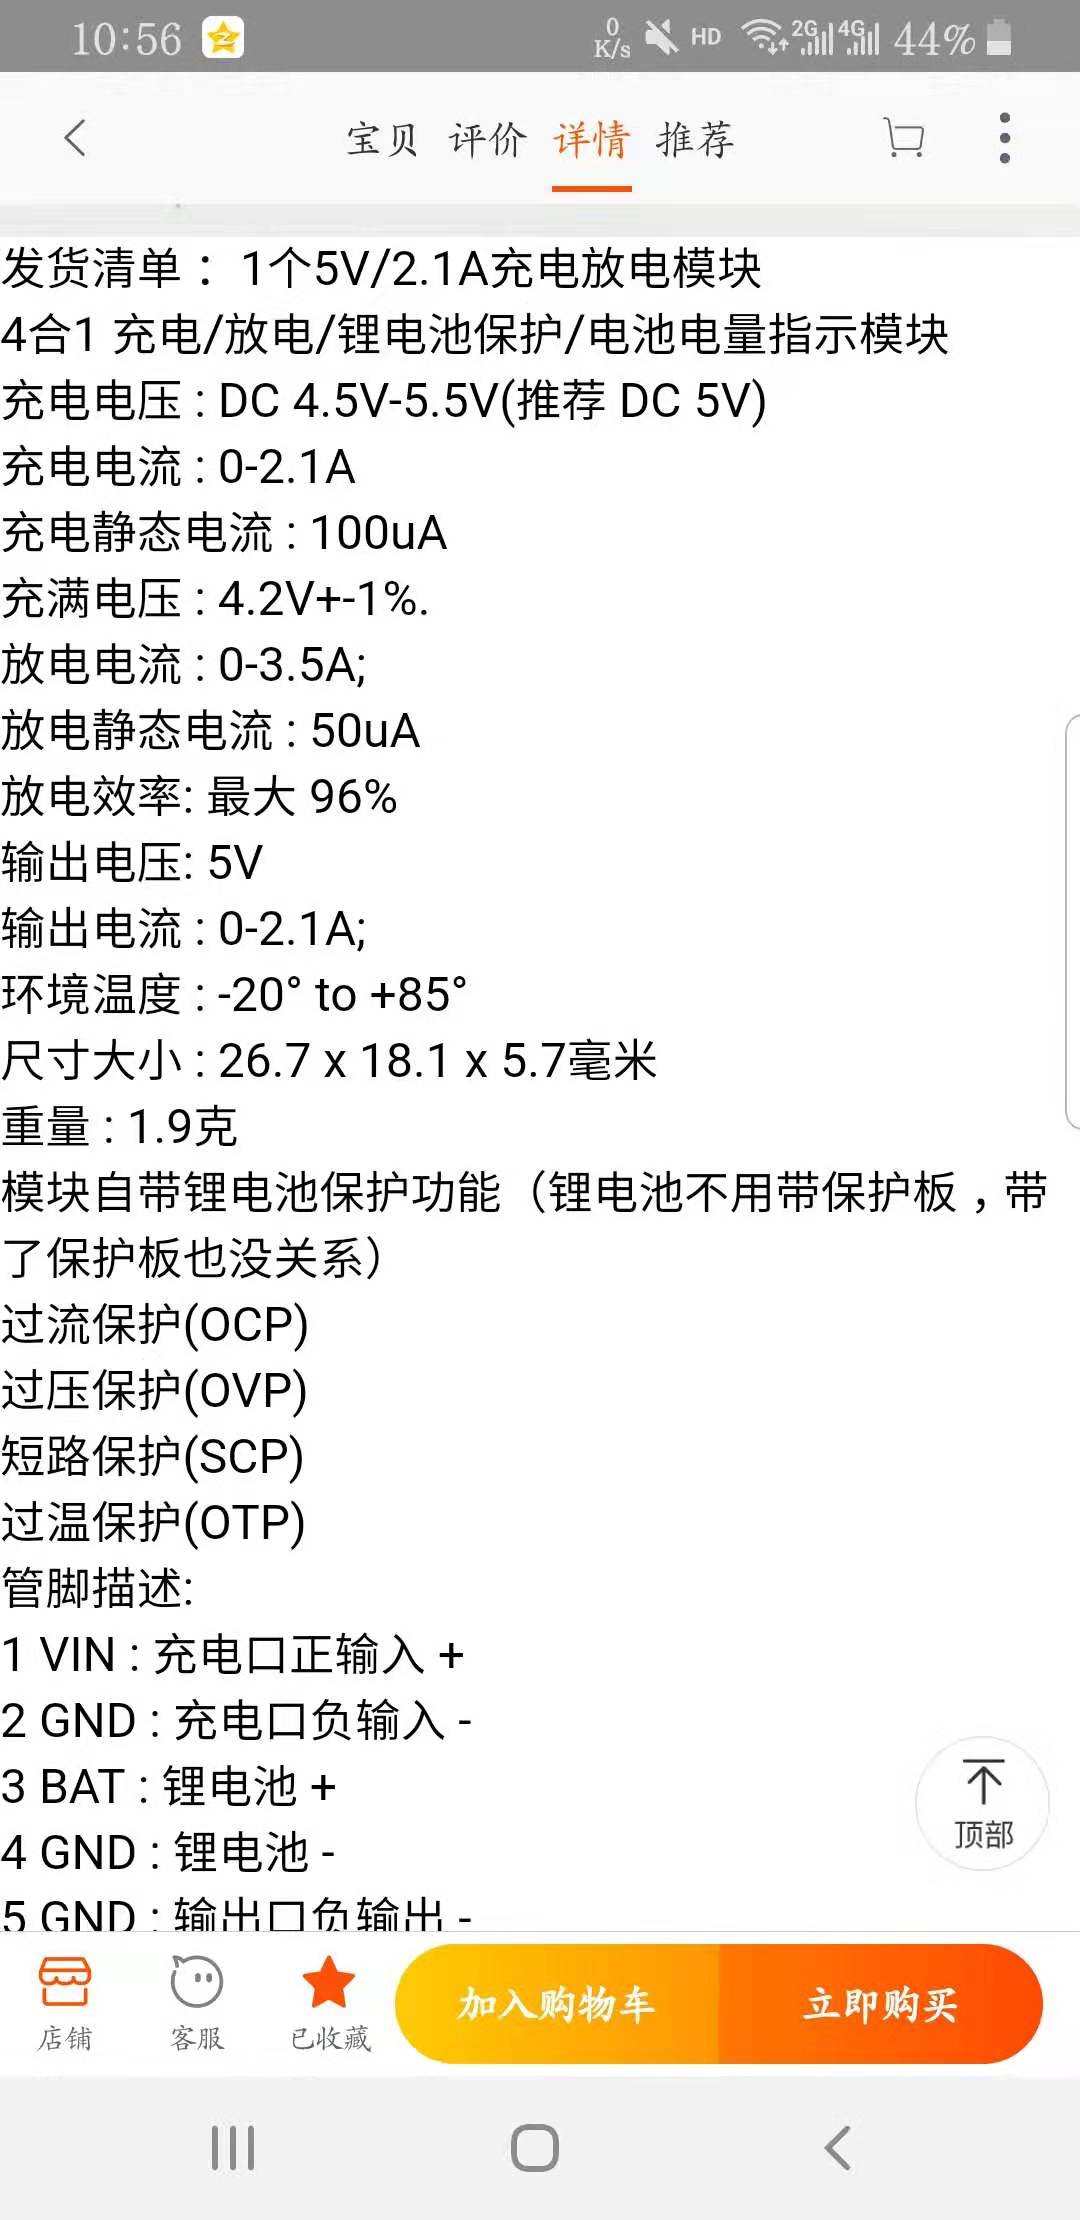 10:56
0
K/s
HD
2G
4G
44%
宝贝 评价 详情 推荐
发货清单：1个5V/2.1A充电放电模块
4合1 充电/放电/锂电池保护/电池电量指示模块
充电电压 : DC 4.5V-5.5V(推荐 DC 5V)
充电电流 : 0-2.1A
充电静态电流 : 100uA
充满电压 : 4.2V+-1%.
放电电流 : 0-3.5A;
放电静态电流 : 50uA
放电效率: 最大 96%
输出电压: 5V
输出电流 : 0-2.1A;
环境温度 : -20° to +85°
尺寸大小 : 26.7 x 18.1 x 5.7毫米
重量 : 1.9克
模块自带锂电池保护功能（锂电池不用带保护板，带
了保护板也没关系）
过流保护(OCP)
过压保护(OVP)
短路保护(SCP)
过温保护(OTP)
管脚描述:
1 VIN : 充电口正输入 +
2 GND : 充电口负输入 -
3 BAT : 锂电池 +
4 GND : 锂电池 -
5 GND : 输出口负输出 -
顶部
店铺
客服
已收藏
加入购物车
立即购买